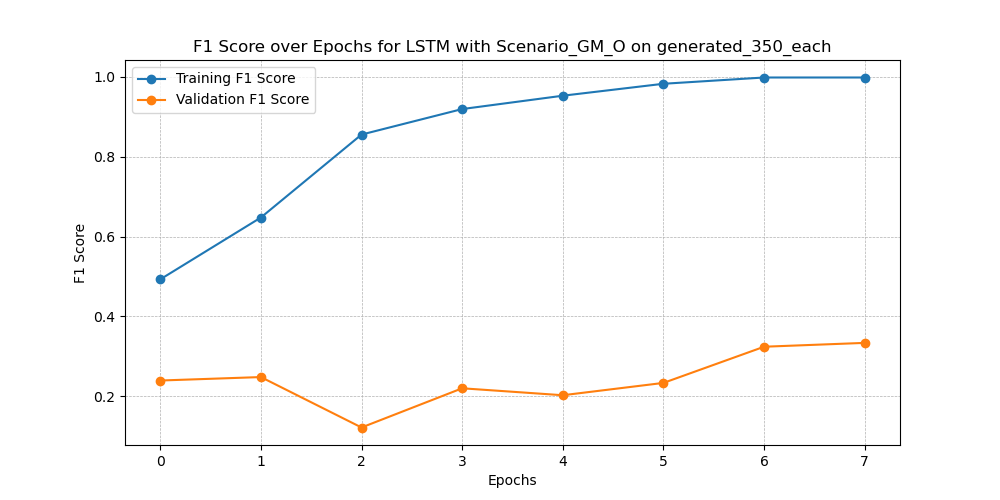 F1 Score over Epochs for LSTM with Scenario_GM_O on generated_350_each
Training F1 Score
Validation F1 Score
F1 Score
1.0
0.8
0.6
0.4
0.2
0 1 2 3 4 5 6 7
Epochs